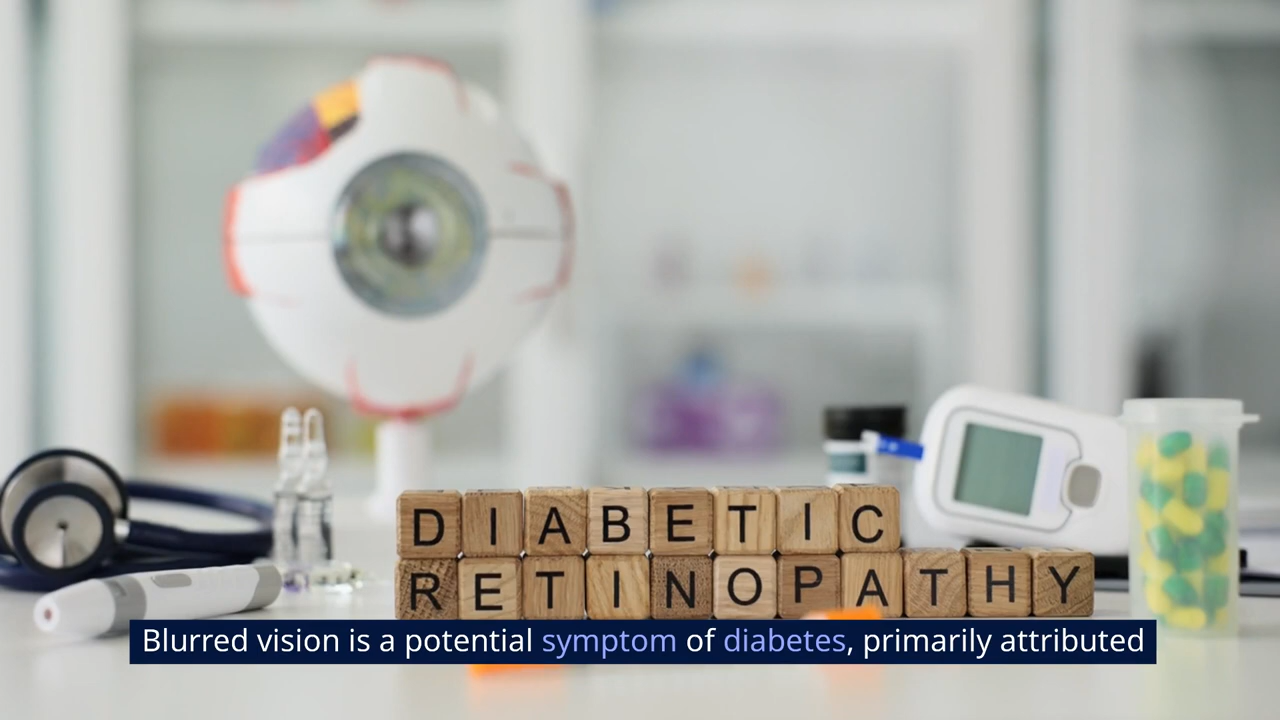 DIABETIC
RETINOPATHY
Blurred vision is a potential symptom of diabetes, primarily attributed